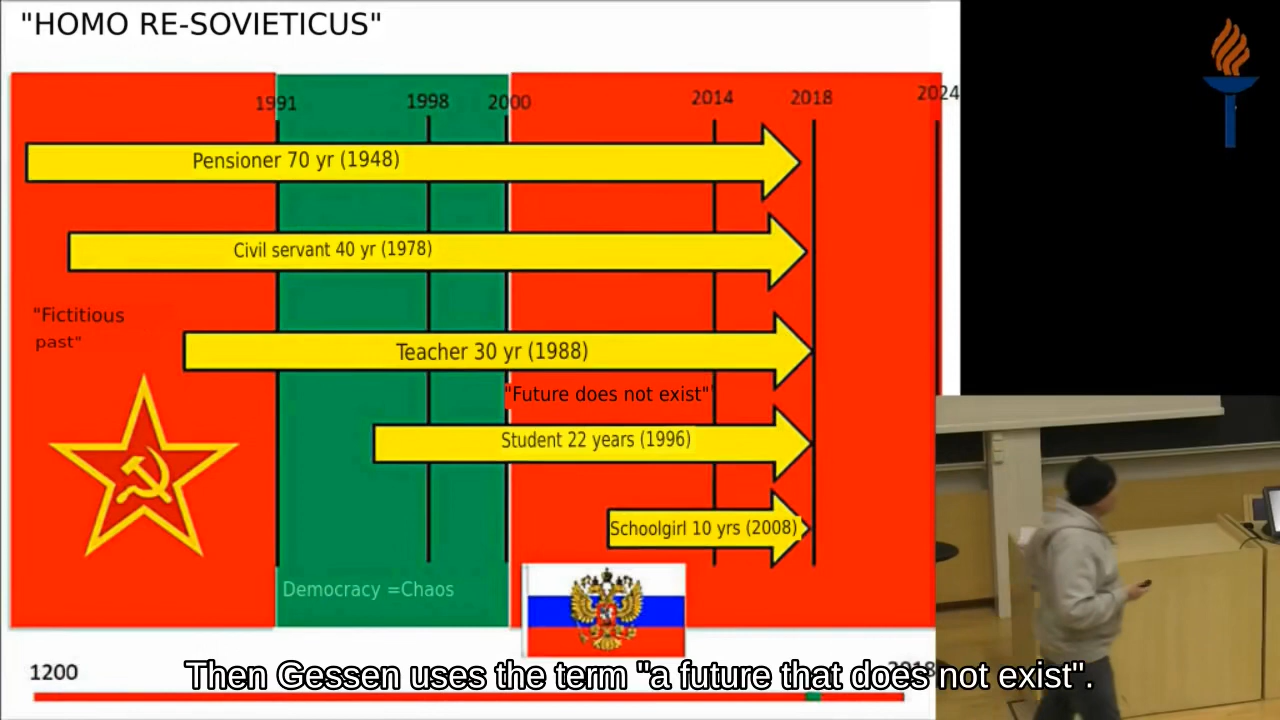 "HOMO RE-SOVIETICUS"
1991
1998
2000
2014
2018
2024
Pensioner 70 yr (1948)
Civil servant 40 yr (1978)
"Fictitious
past"
Teacher 30 yr (1988)
"Future does not exist"
Student 22 years (1996)
Schoolgirl 10 yrs (2008)
Democracy =Chaos
1200
2018
Then Gessen uses the term "a future that does not exist".